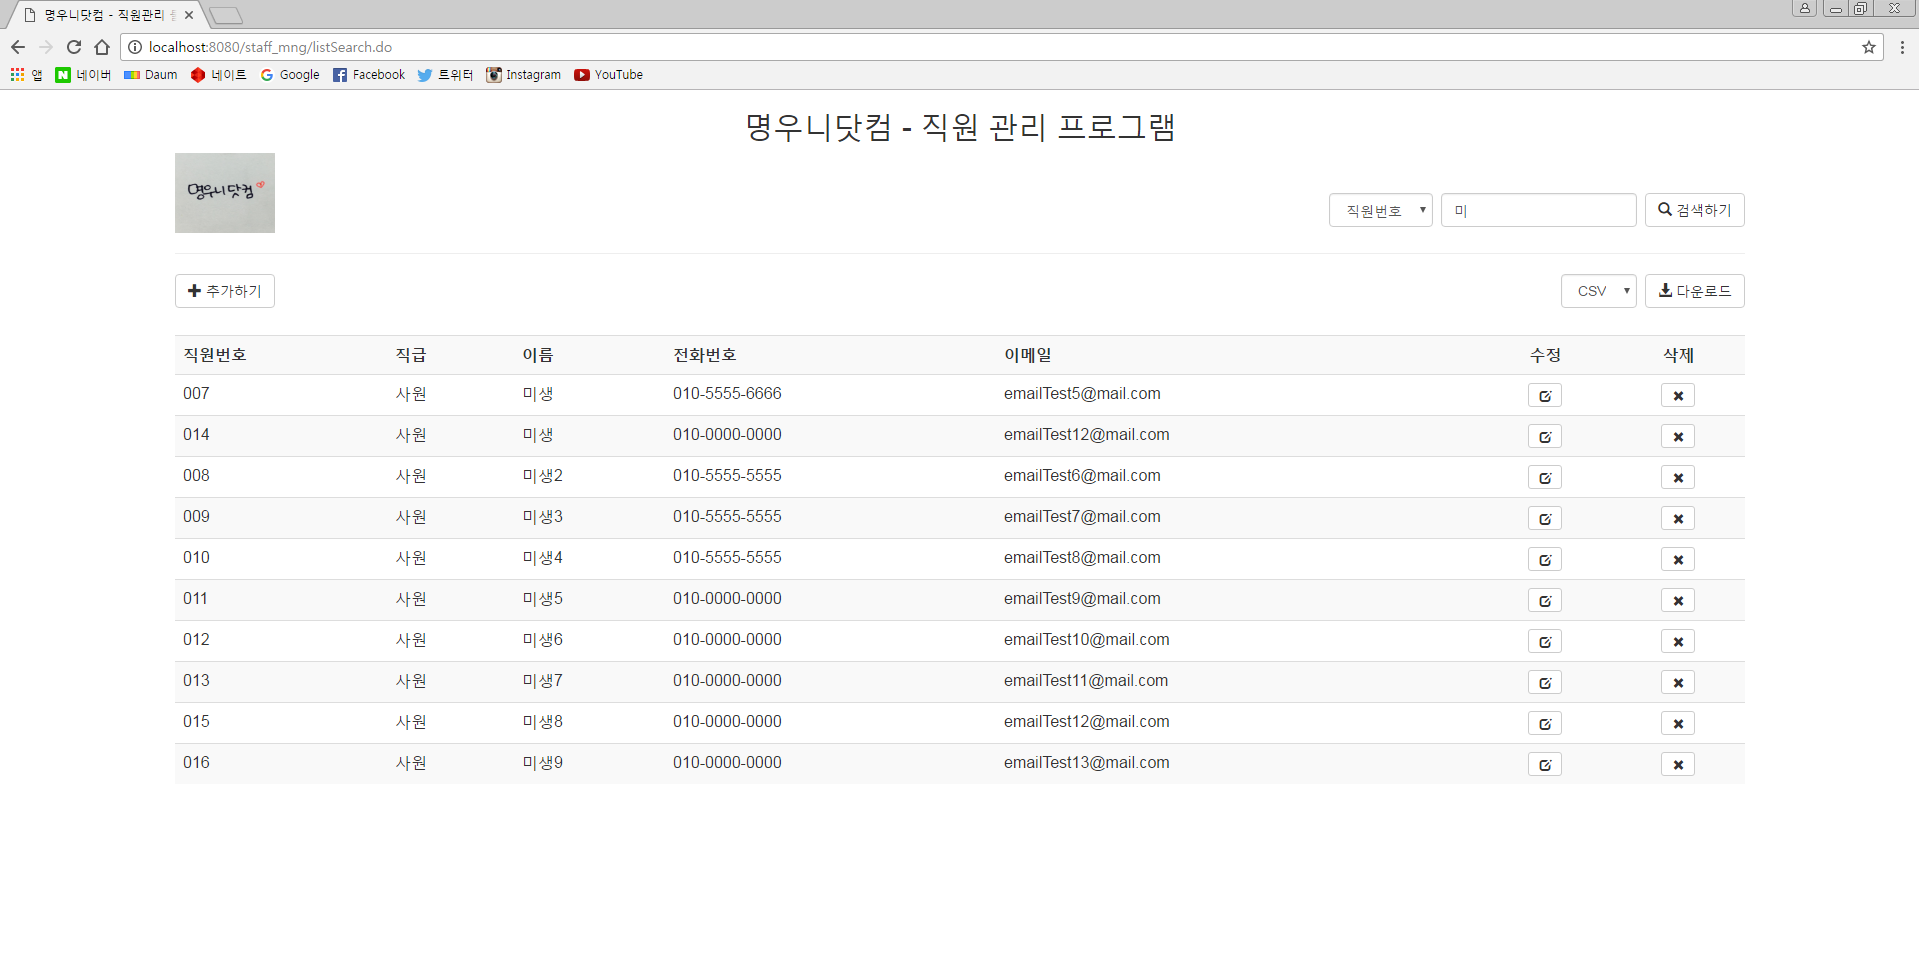 명우니닷컴 - 직원관리
localhost:8080/staff_mng/listSearch.do
앱 네이버 Daum 네이트 Google Facebook 트위터 Instagram YouTube
명우니닷컴 - 직원 관리 프로그램
명우니닷컴
직원번호 미 검색하기
추가하기 CSV 다운로드
직원번호 직급 이름 전화번호 이메일 수정 삭제
007 사원 미생 010-5555-6666 emailTest5@mail.com
014 사원 미생 010-0000-0000 emailTest12@mail.com
008 사원 미생2 010-5555-5555 emailTest6@mail.com
009 사원 미생3 010-5555-5555 emailTest7@mail.com
010 사원 미생4 010-5555-5555 emailTest8@mail.com
011 사원 미생5 010-0000-0000 emailTest9@mail.com
012 사원 미생6 010-0000-0000 emailTest10@mail.com
013 사원 미생7 010-0000-0000 emailTest11@mail.com
015 사원 미생8 010-0000-0000 emailTest12@mail.com
016 사원 미생9 010-0000-0000 emailTest13@mail.com